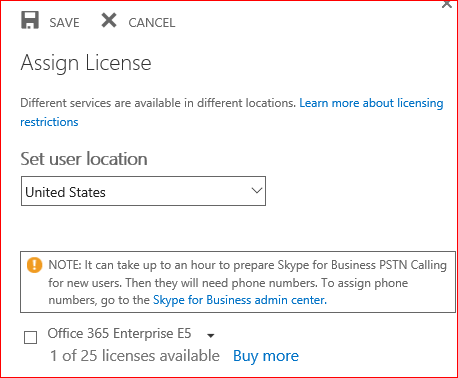 SAVE CANCEL
Assign License
Different services are available in different locations. Learn more about licensing
restrictions
Set user location
United States
NOTE: It can take up to an hour to prepare Skype for Business PSTN Calling
for new users. Then they will need phone numbers. To assign phone
numbers, go to the Skype for Business admin center.
Office 365 Enterprise E5
1 of 25 licenses available Buy more